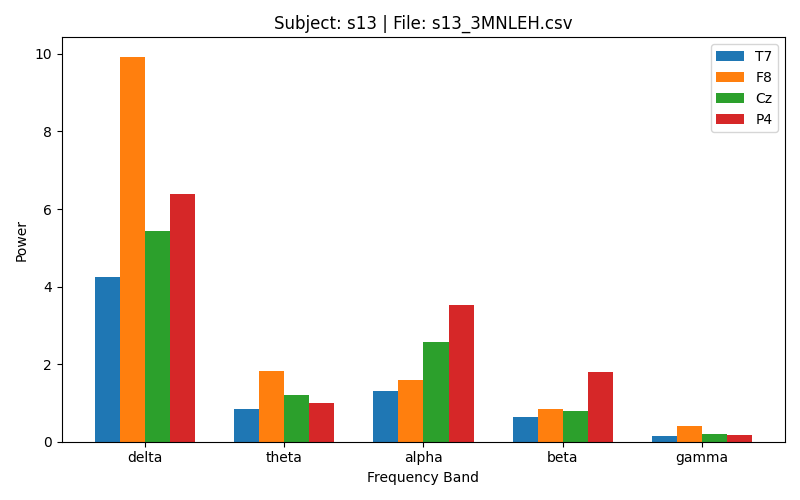 Subject: s13 | File: s13_3MNLEH.csv
T7
F8
Cz
P4
10
8
6
4
2
0
Power
delta theta alpha beta gamma
Frequency Band